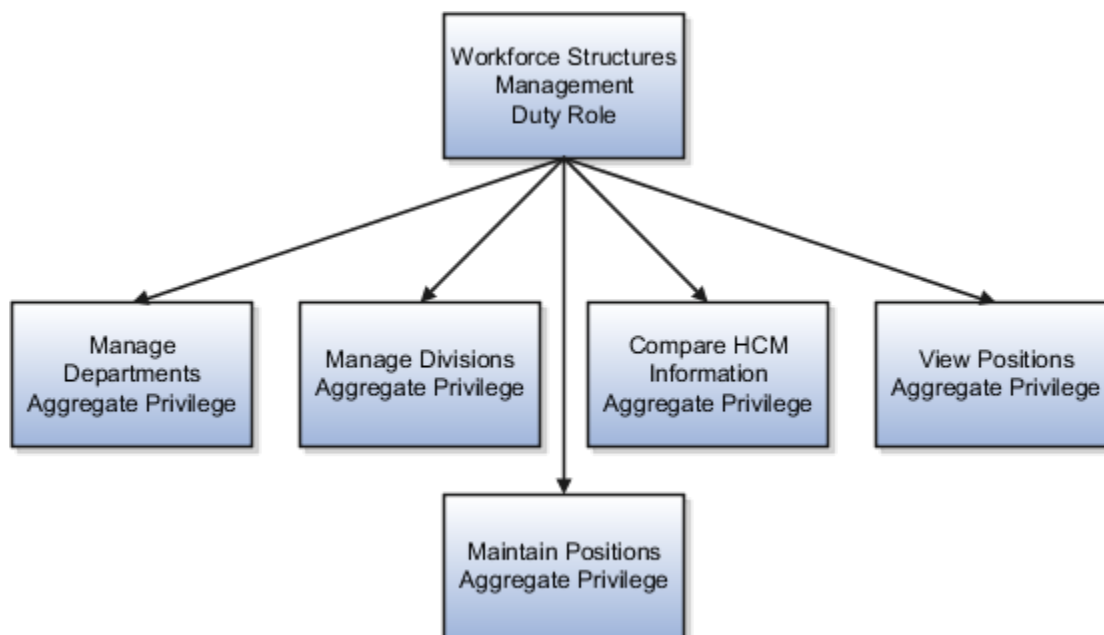 Workforce Structures
Management
Duty Role
Manage
Departments
Aggregate Privilege
Manage Divisions
Aggregate Privilege
Compare HCM
Information
Aggregate Privilege
View Positions
Aggregate Privilege
Maintain Positions
Aggregate Privilege